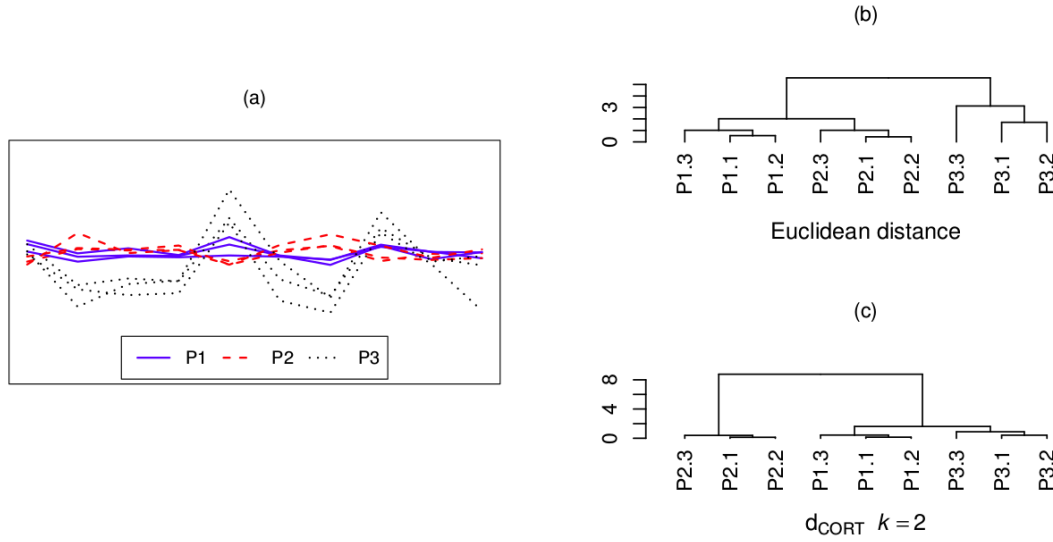 (a)
P1 P2 P3
(b)
0 3
P1.3 P1.1 P1.2 P2.3 P2.1 P2.2 P3.3 P3.1 P3.2
Euclidean distance
(c)
0 4 8
P2.3 P2.1 P2.2 P1.3 P1.1 P1.2 P3.3 P3.1 P3.2
dCORT k = 2